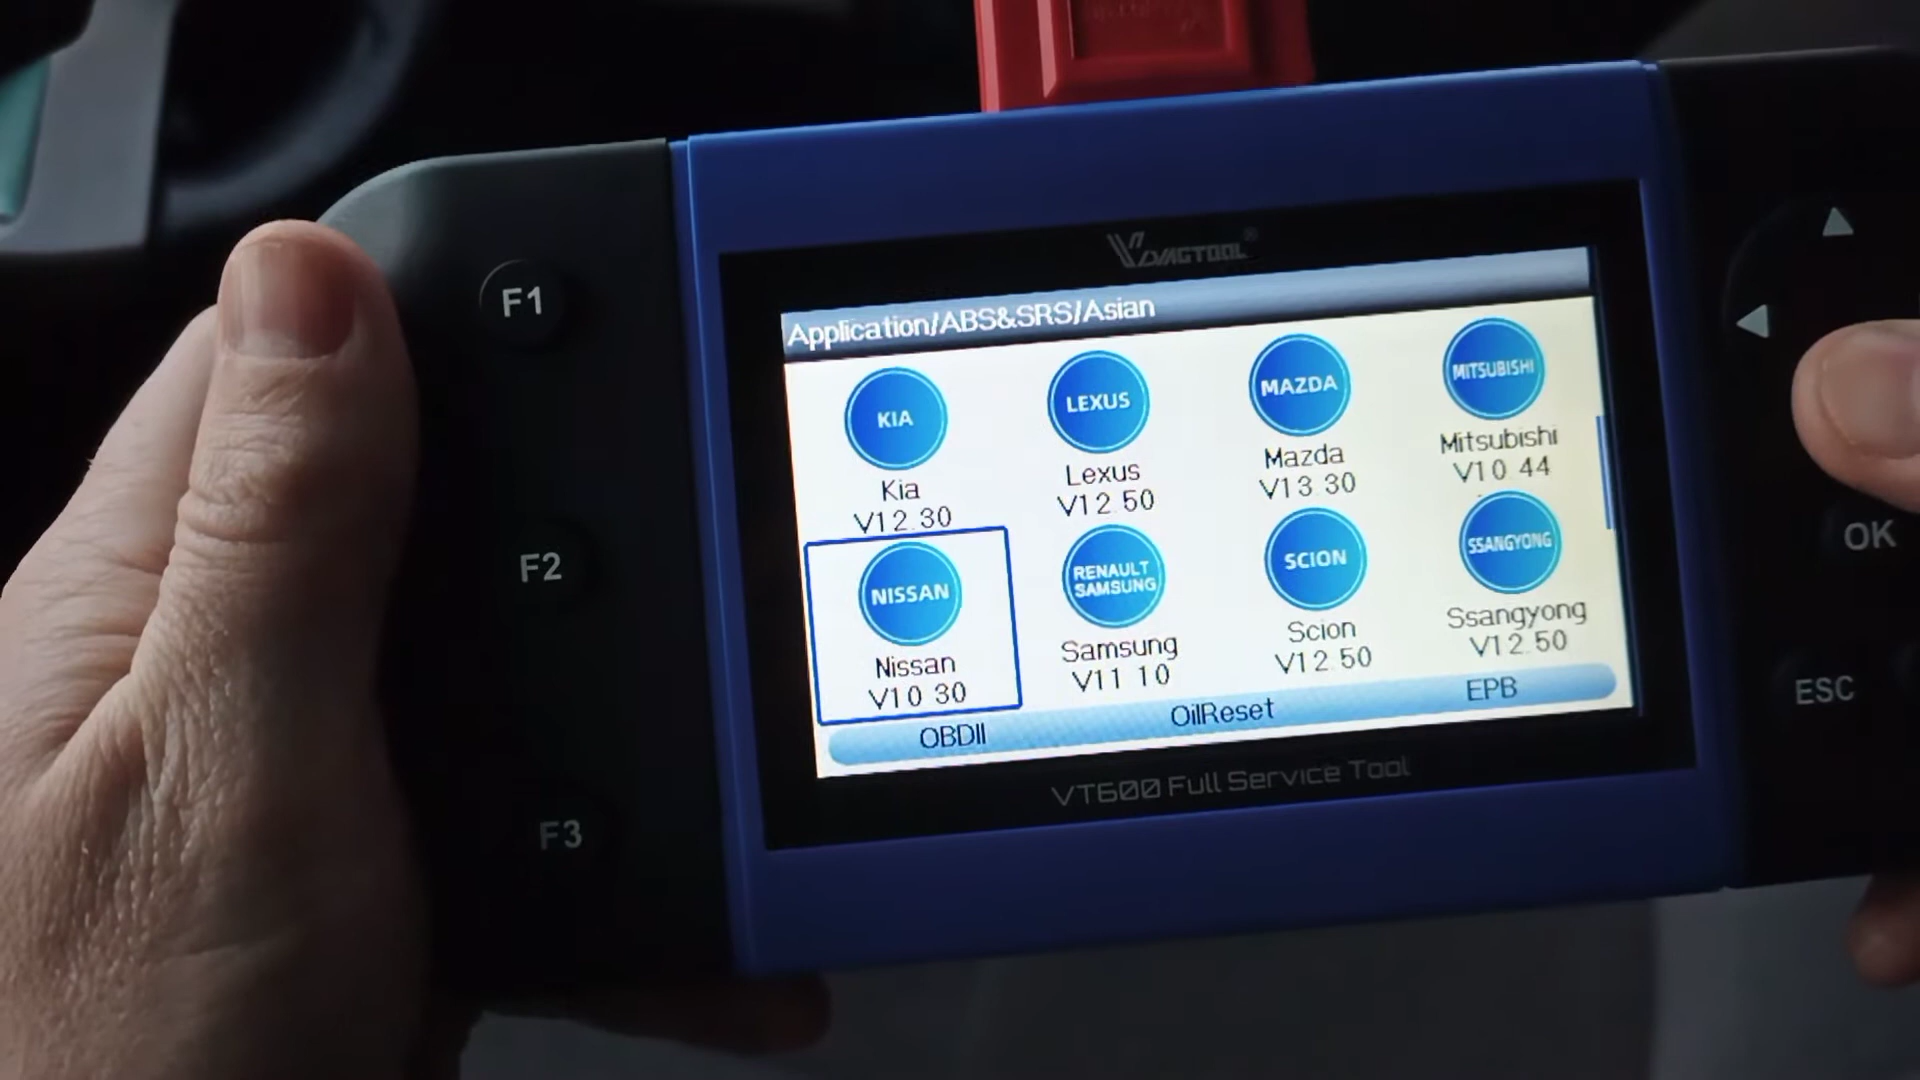 VDIAGTOOL®
Application/ABS&SRS/Asian
KIA
LEXUS
MAZDA
MITSUBISHI
Kia
Lexus
Mazda
Mitsubishi
V12.30
V12.50
V13.30
V10.44
NISSAN
RENAULT
SAMSUNG
SCION
SSANGYONG
Nissan
Samsung
Scion
Ssangyong
V10.30
V11.10
V12.50
V12.50
OBDII
OilReset
EPB
VT600 Full Service Tool
F1
F2
F3
OK
ESC